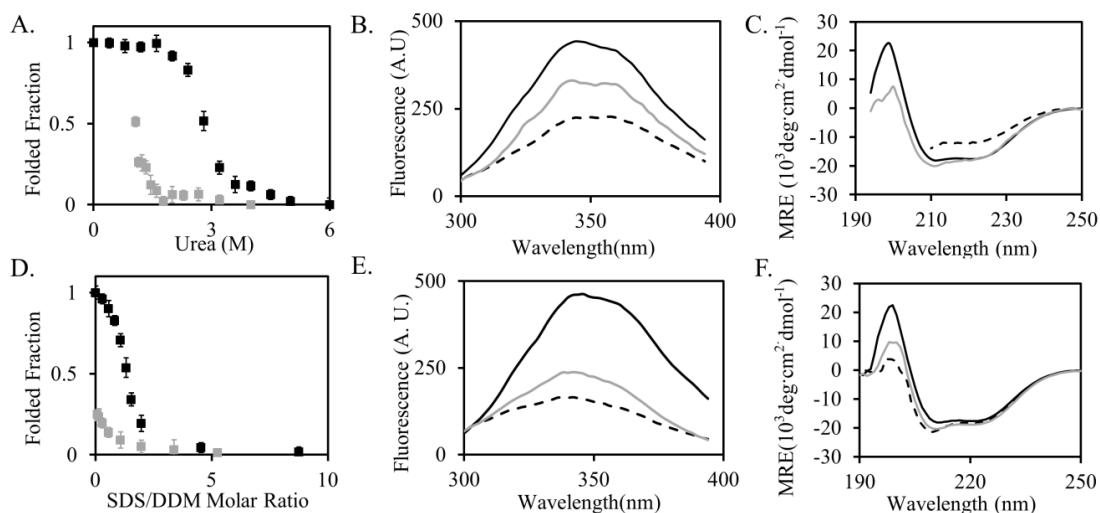 A.
Folded Fraction
1
0.5
0
0 3 6
Urea (M)
B.
Fluorescence (A.U)
500
250
0
300 350 400
Wavelength(nm)
C.
MRE (10³deg·cm²·dmol⁻¹)
30
20
10
0
-10
-20
-30
190 210 230 250
Wavelength (nm)
D.
Folded Fraction
1
0.5
0
0 5 10
SDS/DDM Molar Ratio
E.
Fluorescence (A. U.)
500
250
0
300 350 400
Wavelength(nm)
F.
MRE(10³deg·cm²·dmol⁻¹)
30
20
10
0
-10
-20
-30
190 210 230 250
Wavelength (nm)